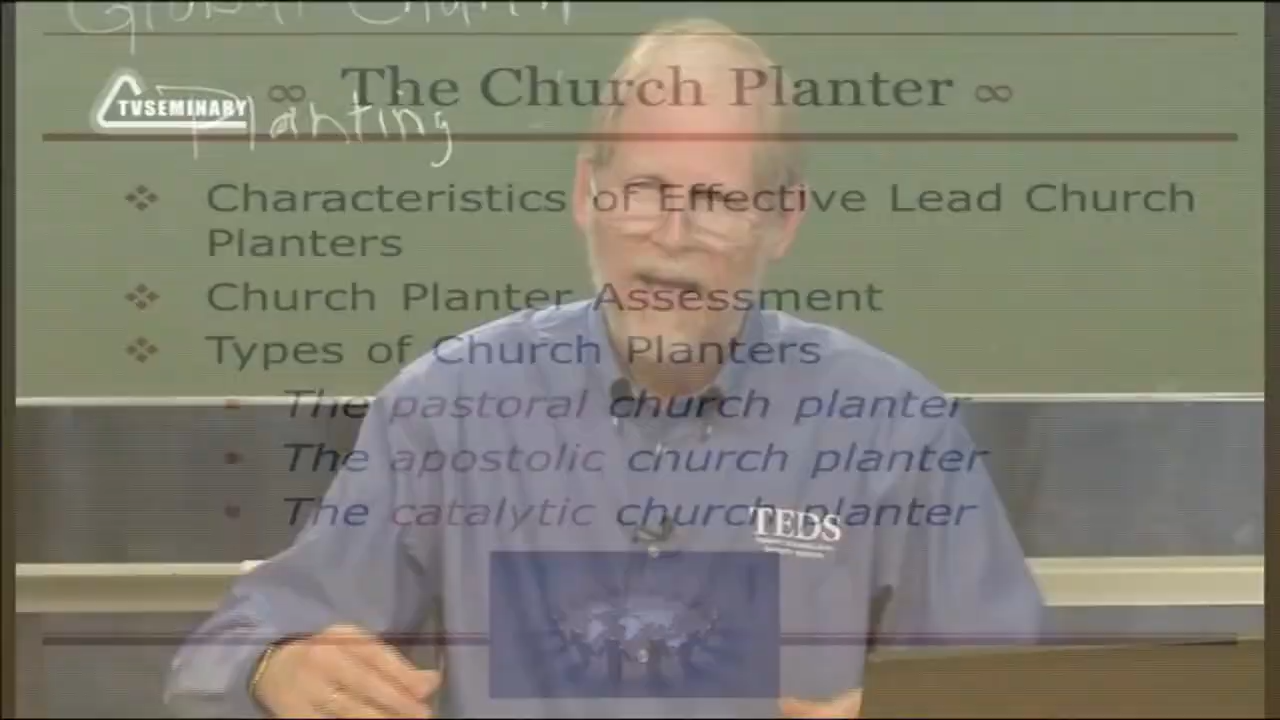 Global Church
TVSEMINARY
Planting
∞ The Church Planter ∞
❖ Characteristics of Effective Lead Church
Planters
❖ Church Planter Assessment
❖ Types of Church Planters
▪ The pastoral church planter
▪ The apostolic church planter
▪ The catalytic church planter
TEDS